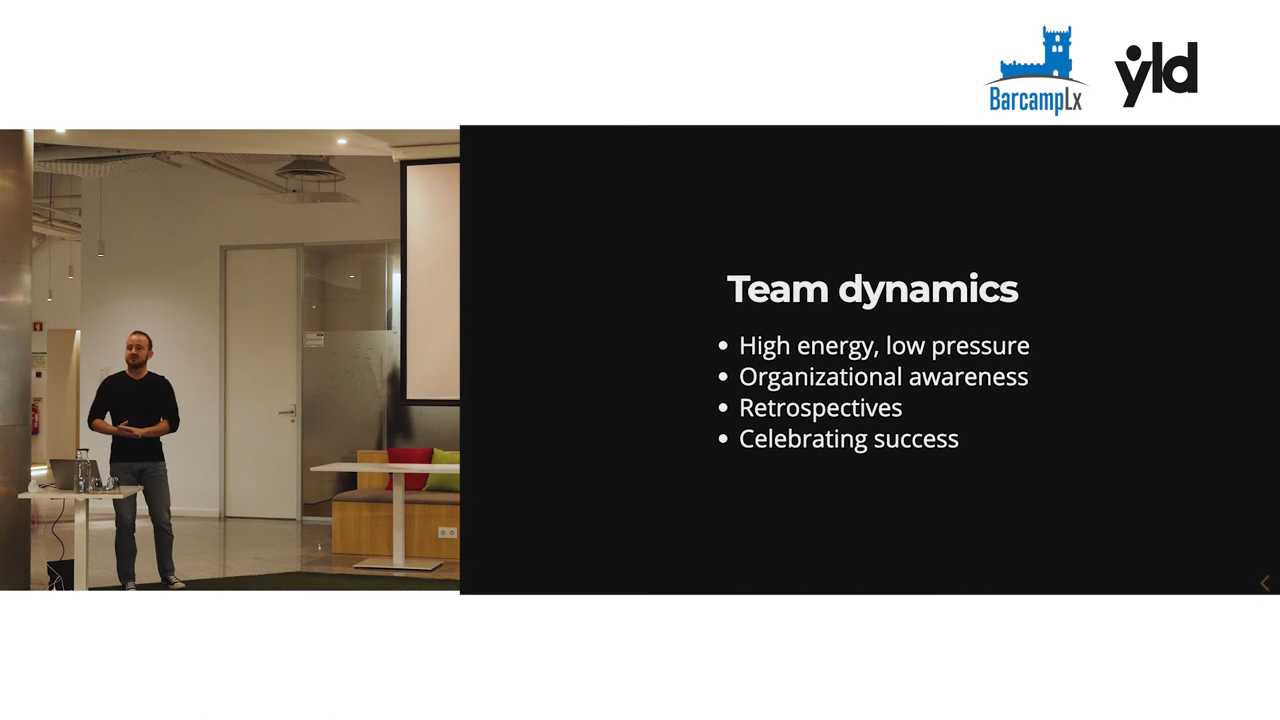 BarcampLx
yld
Team dynamics
High energy, low pressure
Organizational awareness
Retrospectives
Celebrating success